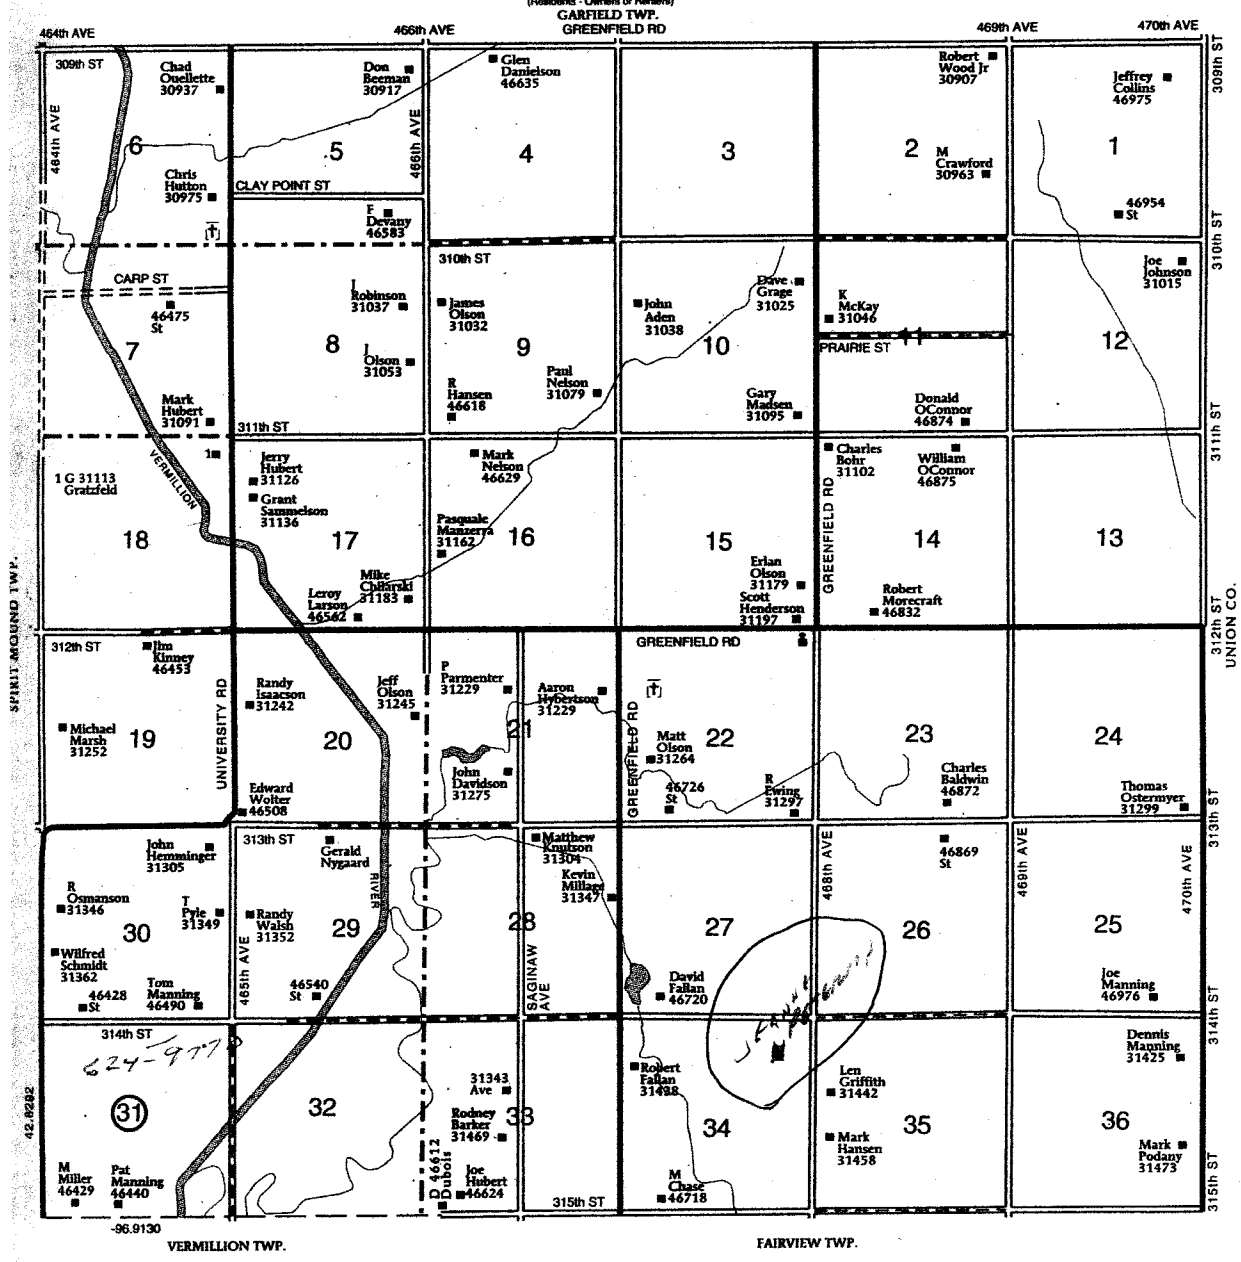 (Residents - Owners or Renters)
GARFIELD TWP.
464th AVE
466th AVE
GREENFIELD RD
469th AVE
470th AVE
309th ST
309th ST
464th AVE
466th AVE
Chad
Ouellette
30937
Don
Beeman
30917
Glen
Danielson
46635
Robert
Wood Jr
30907
Jeffrey
Collins
46975
6
5
4
3
2
1
Chris
Hutton
30975
CLAY POINT ST
M
Crawford
30963
46954
St
F
Devany
46583
310th ST
310th ST
CARP ST
46475
St
J
Robinson
31037
James
Olson
31032
John
Aden
31038
Dave
Grage
31025
K
McKay
31046
Joe
Johnson
31015
7
8
9
10
11
12
PRAIRIE ST
J
Olson
31053
R
Hansen
46618
Paul
Nelson
31079
Gary
Madsen
31095
Donald
OConnor
46874
Mark
Hubert
31091
311th ST
311th ST
1
1 G 31113
Gratzfeld
VERMILLION
Jerry
Hubert
31126
Grant
Sammelson
31136
Mark
Nelson
46629
Pasquale
Manzerra
31162
Charles
Bohr
31102
William
OConnor
46875
GREENFIELD RD
18
17
16
15
14
13
Mike
Chilarski
31183
Leroy
Larson
46562
Erlan
Olson
31179
Scott
Henderson
31197
Robert
Morecraft
46832
SPIRIT MOUND TWP.
UNION CO.
312th ST
312th ST
GREENFIELD RD
Jim
Kinney
46453
Michael
Marsh
31252
UNIVERSITY RD
Randy
Isaacson
31242
Jeff
Olson
31245
P
Parmenter
31229
Aaron
Hybertson
31229
GREENFIELD RD
Matt
Olson
31264
19
20
21
22
23
24
Edward
Wolter
46508
John
Davidson
31275
46726
St
R
Ewing
31297
Charles
Baldwin
46872
Thomas
Ostermyer
31299
313th ST
313th ST
John
Hemminger
31305
Gerald
Nygaard
Matthew
Knutson
31304
Kevin
Millage
31347
468th AVE
46869
St
469th AVE
470th AVE
R
Osmanson
31346
T
Pyle
31349
Randy
Walsh
31352
RIVER
30
29
28
27
26
25
Wilfred
Schmidt
31362
46428
St
Tom
Manning
46490
465th AVE
46540
St
SAGINAW
AVE
David
Fallan
46720
Joe
Manning
46976
314th ST
314th ST
624-977
31343
Ave
Rodney
Barker
31469
Robert
Fallan
31438
Len
Griffith
31442
Dennis
Manning
31425
42.8292
31
32
33
34
35
36
Mark
Hansen
31458
Mark
Podany
31473
M
Miller
46429
Pat
Manning
46440
D 46612
Dubois
Joe
Hubert
46624
315th ST
M
Chase
46718
315th ST
-96.9130
VERMILLION TWP.
FAIRVIEW TWP.